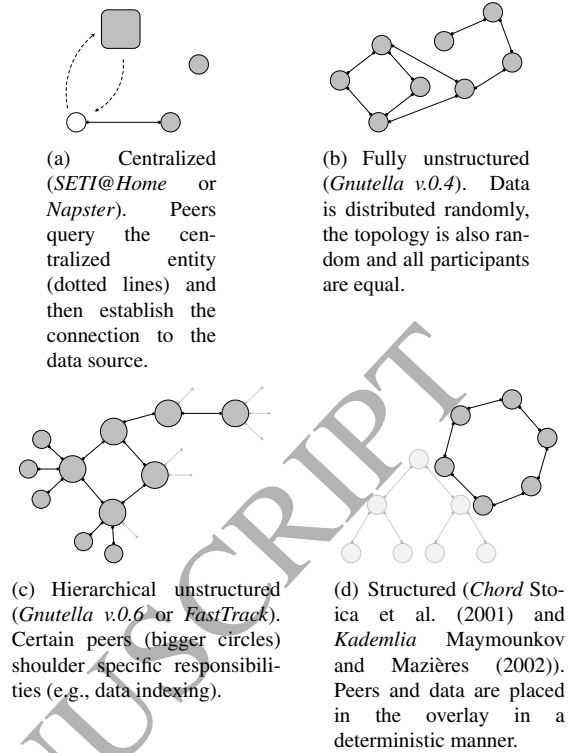 (a) Centralized
(SETI@Home or
Napster). Peers
query the cen-
tralized entity
(dotted lines) and
then establish the
connection to the
data source.
(b) Fully unstructured
(Gnutella v.0.4). Data
is distributed randomly,
the topology is also ran-
dom and all participants
are equal.
(c) Hierarchical unstructured
(Gnutella v.0.6 or FastTrack).
Certain peers (bigger circles)
shoulder specific responsibili-
ties (e.g., data indexing).
(d) Structured (Chord Sto-
ica et al. (2001) and
Kademlia Maymounkov
and Mazières (2002)).
Peers and data are placed
in the overlay in a
deterministic manner.
NUSCRIPT